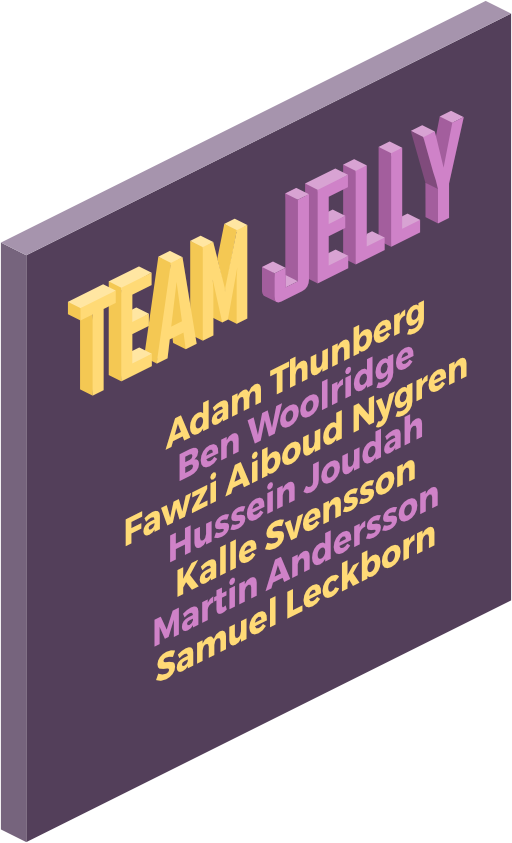 TEAM JELLY
Adam Thunberg
Ben Woolridge
Fawzi Aiboud Nygren
Hussein Joudah
Kalle Svensson
Martin Andersson
Samuel Leckborn